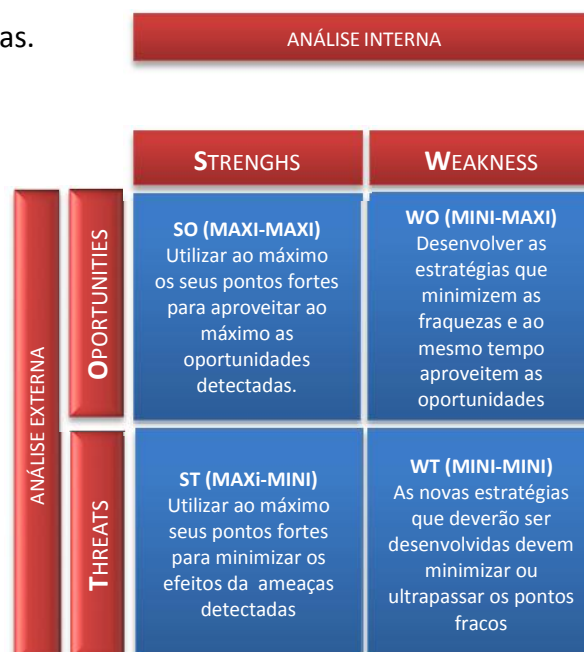 as.
ANÁLISE INTERNA
STRENGHS
WEAKNESS
ANÁLISE EXTERNA
OPORTUNITIES
SO (MAXI-MAXI)
Utilizar ao máximo
os seus pontos fortes
para aproveitar ao
máximo as
oportunidades
detectadas.
WO (MINI-MAXI)
Desenvolver as
estratégias que
minimizem as
fraquezas e ao
mesmo tempo
aproveitem as
oportunidades
THREATS
ST (MAXi-MINI)
Utilizar ao máximo
seus pontos fortes
para minimizar os
efeitos da ameaças
detectadas
WT (MINI-MINI)
As novas estratégias
que deverão ser
desenvolvidas devem
minimizar ou
ultrapassar os pontos
fracos